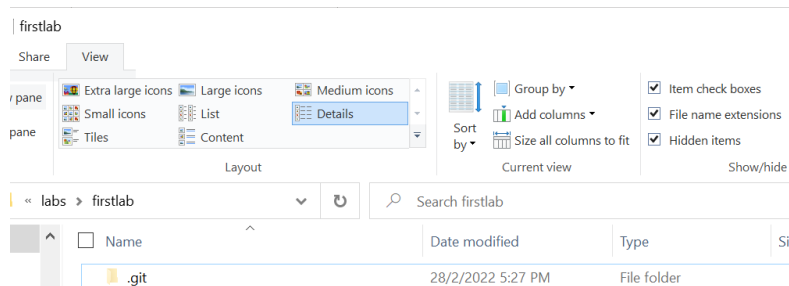 firstlab
Share View
pane
pane
Extra large icons Large icons Medium icons
Small icons List Details
Tiles Content
Layout
Sort by
Group by
Add columns
Size all columns to fit
Current view
Item check boxes
File name extensions
Hidden items
Show/hide
« labs > firstlab
Search firstlab
Name Date modified Type
.git 28/2/2022 5:27 PM File folder